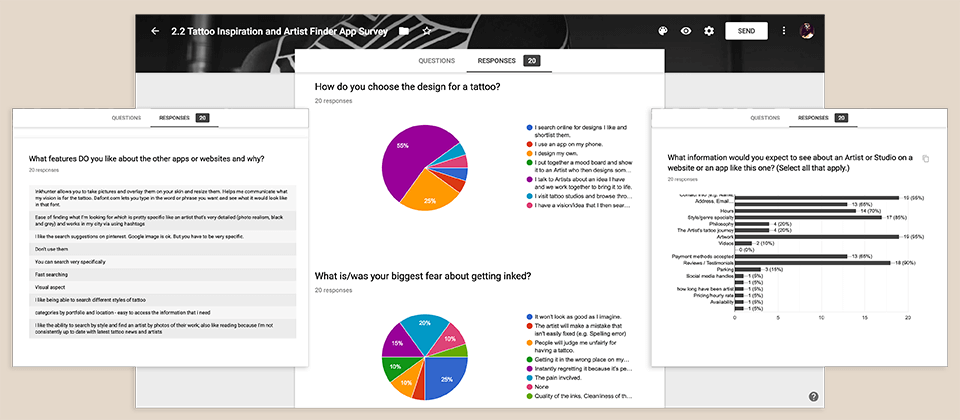 2.2 Tattoo Inspiration and Artist Finder App Survey
SEND
QUESTIONS
RESPONSES 20
How do you choose the design for a tattoo?
20 responses
55%
25%
I search online for designs I like and
shortlist them.
I use an app on my phone.
I design my own.
I put together a mood board and show
it to an Artist who then designs som…
I talk to Artists about an idea I have
and we work together to bring it to life.
I visit tattoo studios and browse thro…
I have a vision/idea that I then sear…
What is/was your biggest fear about getting inked?
20 responses
20%
10%
15%
10%
10%
25%
It won't look as good as I imagine.
The artist will make a mistake that
isn't easily fixed (e.g. Spelling error)
People will judge me unfairly for
having a tattoo.
Getting it in the wrong place on my…
Instantly regretting it because it's pe…
The pain involved.
None
Quality of the inks, Cleanliness of th…
QUESTIONS
RESPONSES 20
What features DO you like about the other apps or websites and why?
20 responses
Inkhunter allows you to take pictures and overlay them on your skin and resize them. Helps me communicate what
my vision is for the tattoo. Dafont.com lets you type in the word or phrase you want and see what it would look like
in that font.
Ease of finding what I'm looking for which is pretty specific like an artist that's very detailed (photo realism, black
and grey) and works in my city via using hashtags
I like the search suggestions on pinterest. Google image is ok. But you have to be very specific.
Don't use them
You can search very specifically
Fast searching
Visual aspect
I like being able to search different styles of tattoo
categories by portfolio and location - easy to access the information that I need
I like the ability to search by style and find an artist by photos of their work; also like reading because I'm not
consistently up to date with latest tattoo news and artists
QUESTIONS
RESPONSES 20
What information would you expect to see about an Artist or Studio on a
website or an app like this one? (Select all that apply.)
20 responses
19 (95%)
Address, Email…
13 (65%)
Hours
14 (70%)
Style/genre specialty
17 (85%)
Philosophy
4 (20%)
The Artist's tattoo journey
4 (20%)
Artwork
19 (95%)
Videos
2 (10%)
0 (0%)
Payment methods accepted
13 (65%)
Reviews / Testimonials
18 (90%)
Parking
3 (15%)
Social media handles
1 (5%)
1 (5%)
How long have been artist
1 (5%)
Pricing/hourly rate
1 (5%)
Availability
1 (5%)
1 (5%)
0 5 10 15 20